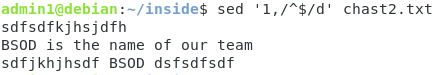 admin1@debian:~/inside$ sed '1,/^$/d' chast2.txt
sdfsdfkjhsjdfh
BSOD is the name of our team
sdfjkhjhsdf BSOD dsfsdfsdf